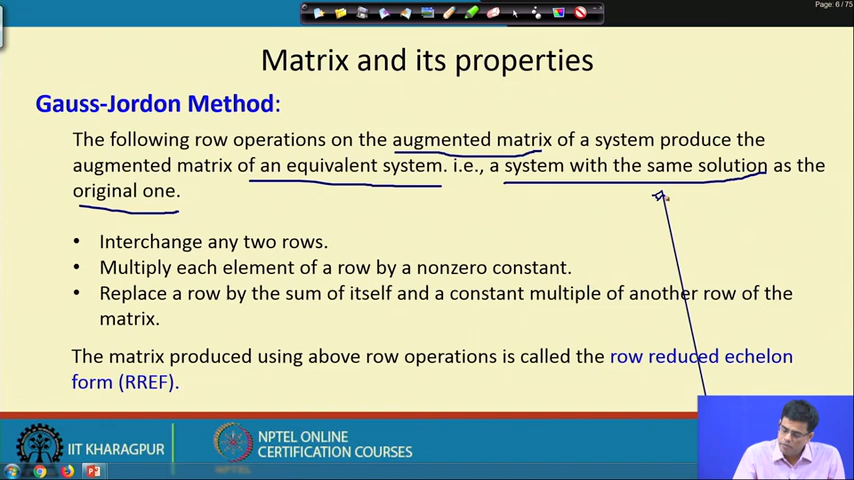 Page: 6 / 75
Matrix and its properties
Gauss-Jordon Method:
The following row operations on the augmented matrix of a system produce the
augmented matrix of an equivalent system. i.e., a system with the same solution as the
original one.
• Interchange any two rows.
• Multiply each element of a row by a nonzero constant.
• Replace a row by the sum of itself and a constant multiple of another row of the
matrix.
The matrix produced using above row operations is called the row reduced echelon
form (RREF).
IIT KHARAGPUR
NPTEL
NPTEL ONLINE
CERTIFICATION COURSES